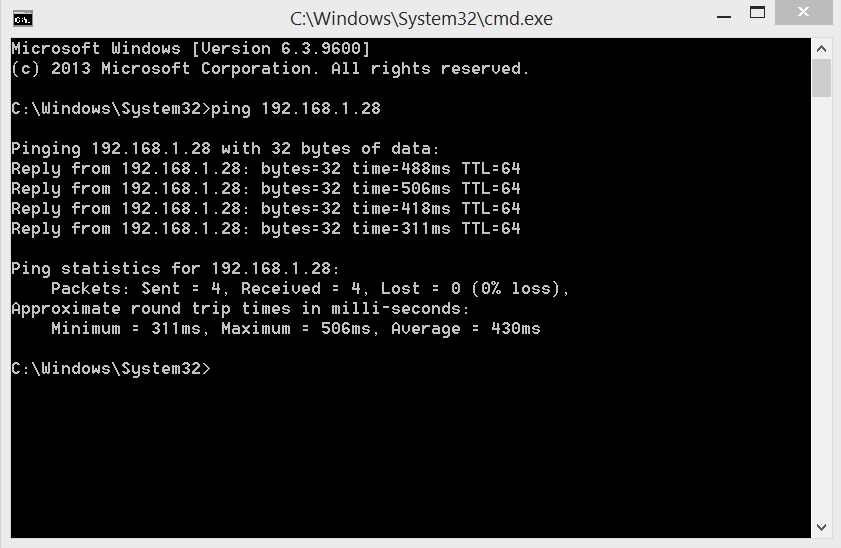 C:\Windows\System32\cmd.exe
Microsoft Windows [Version 6.3.9600]
(c) 2013 Microsoft Corporation. All rights reserved.
C:\Windows\System32>ping 192.168.1.28
Pinging 192.168.1.28 with 32 bytes of data:
Reply from 192.168.1.28: bytes=32 time=488ms TTL=64
Reply from 192.168.1.28: bytes=32 time=506ms TTL=64
Reply from 192.168.1.28: bytes=32 time=418ms TTL=64
Reply from 192.168.1.28: bytes=32 time=311ms TTL=64
Ping statistics for 192.168.1.28:
    Packets: Sent = 4, Received = 4, Lost = 0 (0% loss),
Approximate round trip times in milli-seconds:
    Minimum = 311ms, Maximum = 506ms, Average = 430ms
C:\Windows\System32>